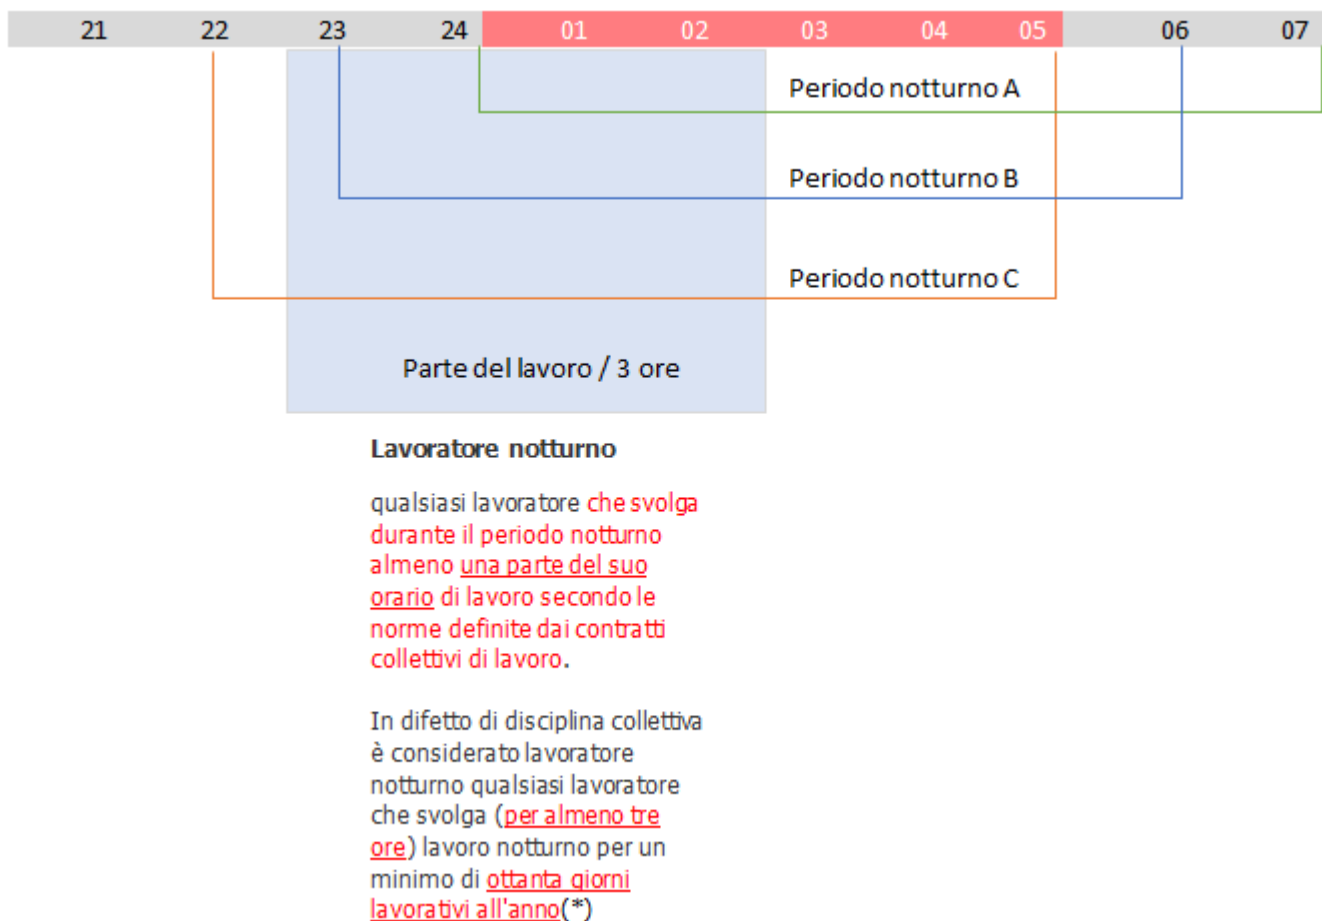 21 22 23 24 01 02 03 04 05 06 07
Periodo notturno A
Periodo notturno B
Periodo notturno C
Parte del lavoro / 3 ore
Lavoratore notturno
qualsiasi lavoratore che svolga
durante il periodo notturno
almeno una parte del suo
orario di lavoro secondo le
norme definite dai contratti
collettivi di lavoro.
In difetto di disciplina collettiva
è considerato lavoratore
notturno qualsiasi lavoratore
che svolga (per almeno tre
ore) lavoro notturno per un
minimo di ottanta giorni
lavorativi all'anno(*)